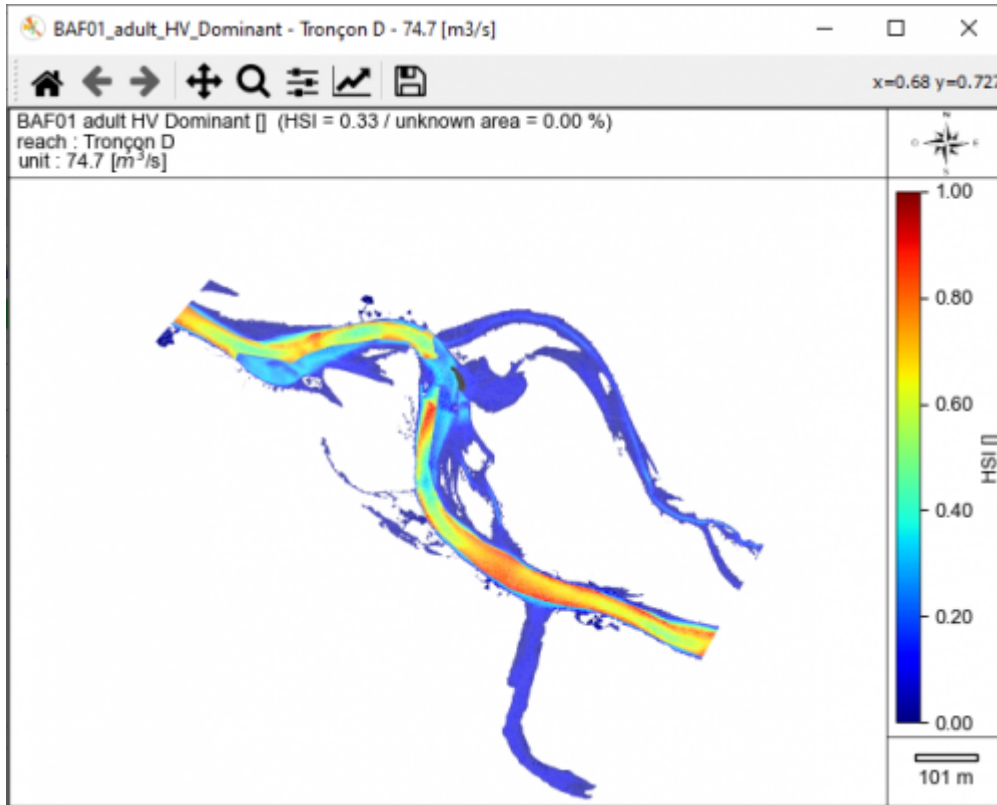 BAF01_adult_HV_Dominant - Tronçon D - 74.7 [m3/s]
x=0.68 y=0.727
BAF01 adult HV Dominant [] (HSI = 0.33 / unknown area = 0.00 %)
reach : Tronçon D
unit : 74.7 [m³/s]
N
O E
S
1.00
0.80
0.60
0.40
0.20
0.00
HSI []
101 m